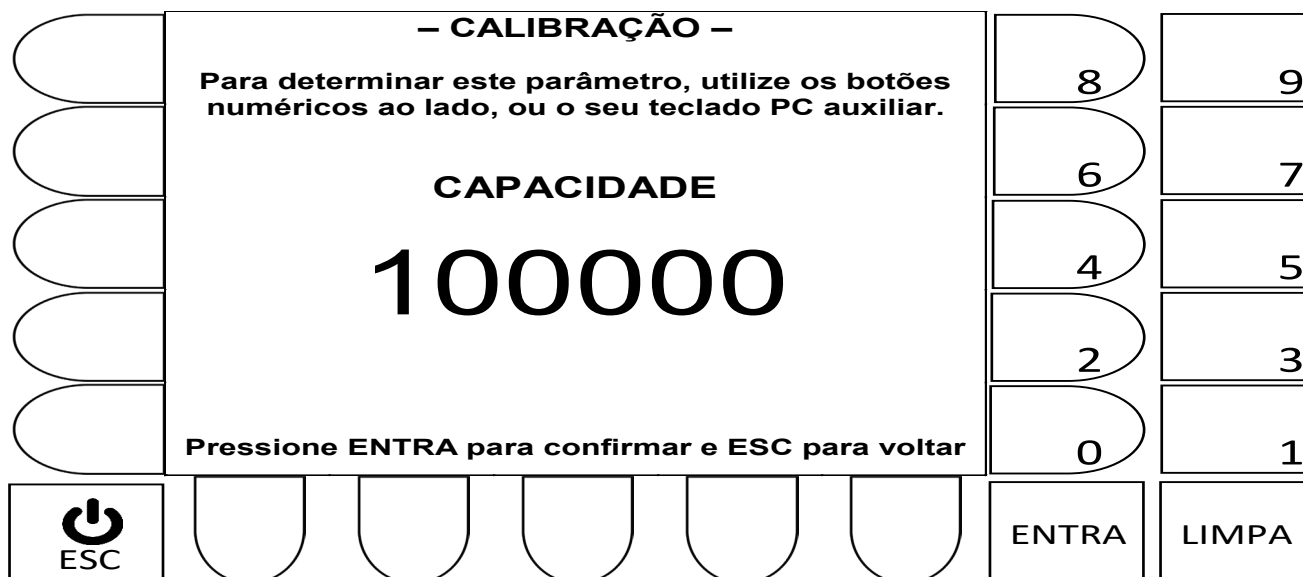 – CALIBRAÇÃO –
Para determinar este parâmetro, utilize os botões
numéricos ao lado, ou o seu teclado PC auxiliar.
CAPACIDADE
100000
Pressione ENTRA para confirmar e ESC para voltar
8 9
6 7
4 5
2 3
0 1
ESC
ENTRA LIMPA